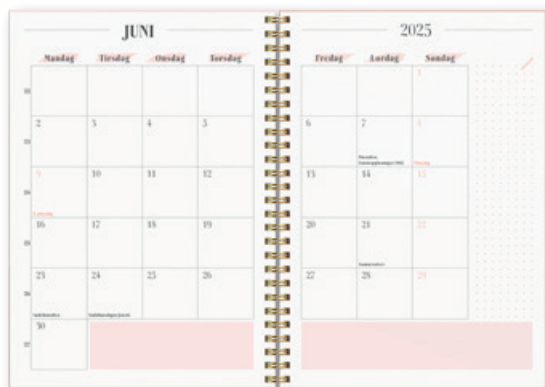 JUNI
2025
Mandag Tirsdag Onsdag Torsdag
Fredag Lørdag Søndag
1
2 3 4 5
6 7 8
9 10 11 12
13 14 15
16 17 18 19
20 21 22
23 24 25 26
27 28 29
30